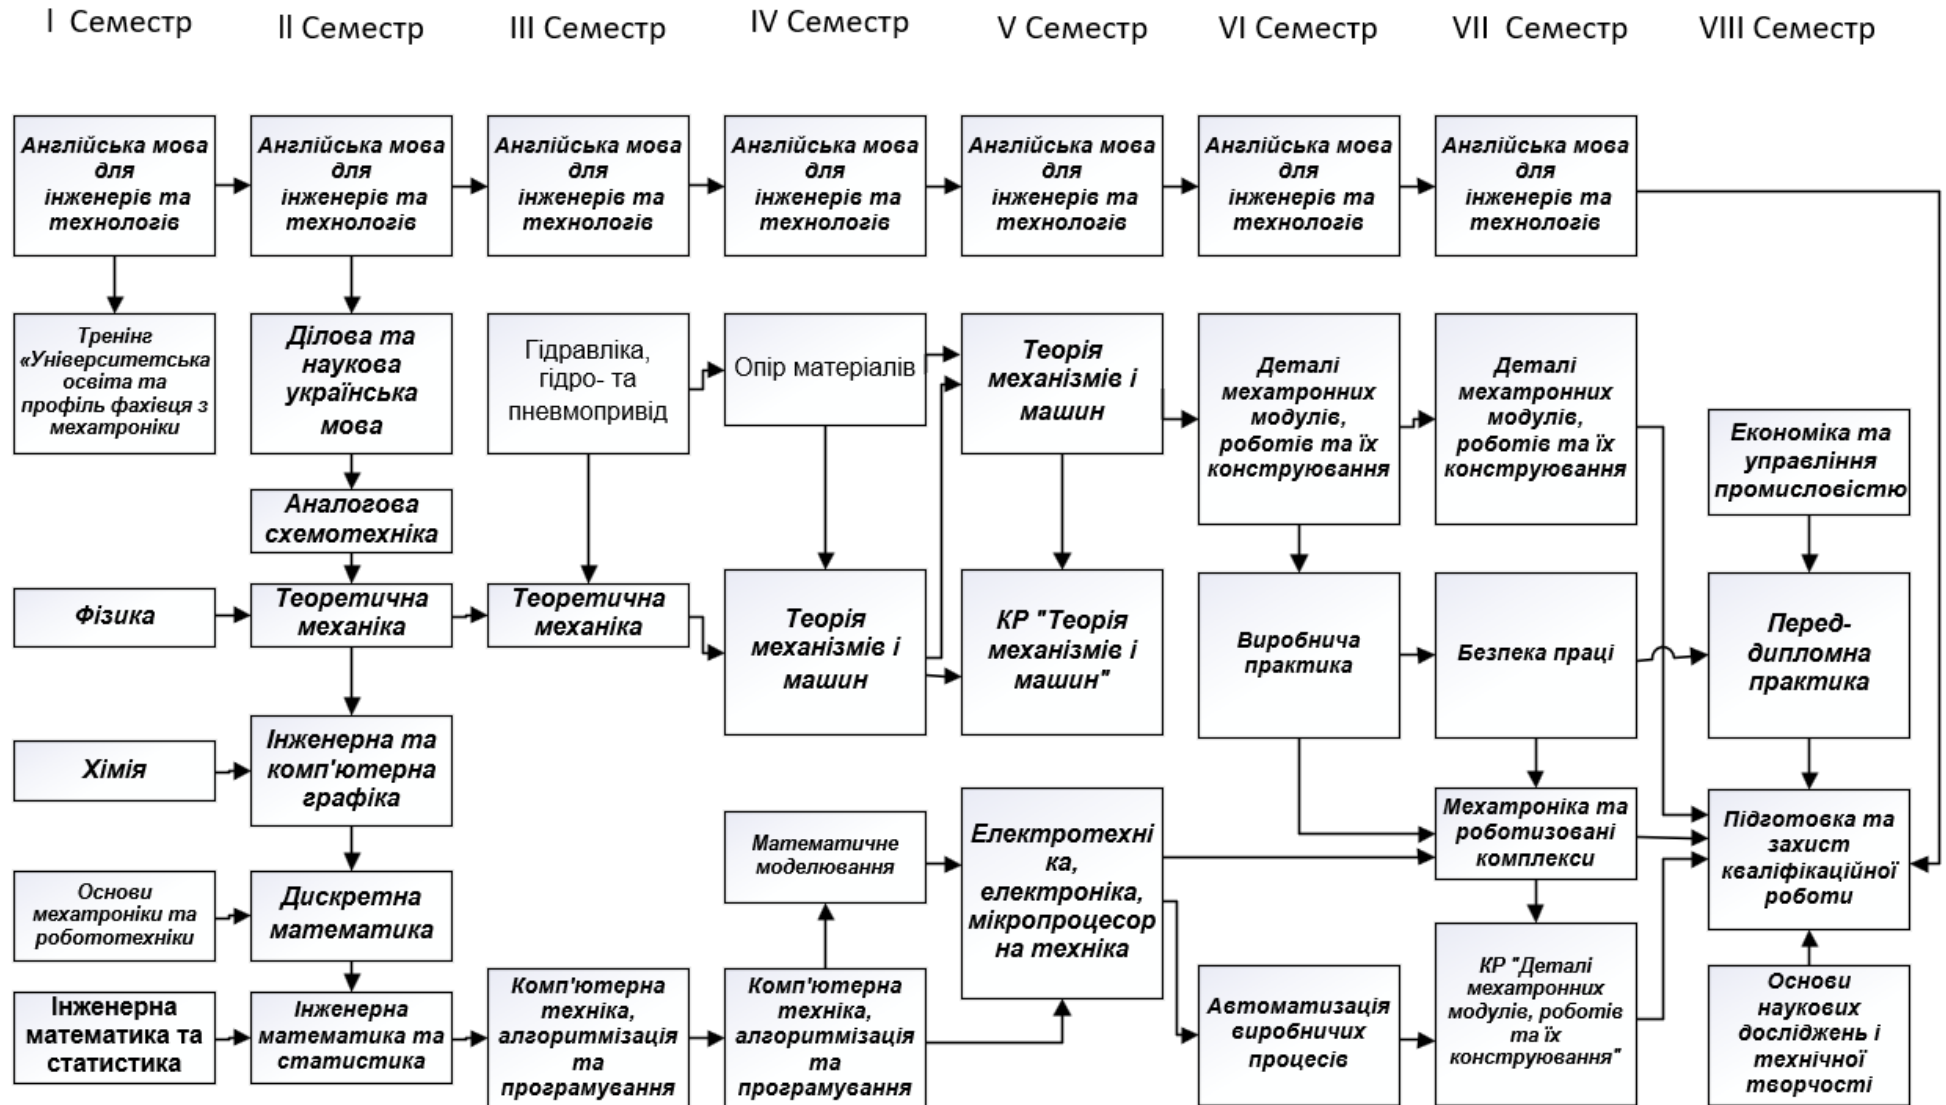 I Семестр
II Семестр
III Семестр
IV Семестр
V Семестр
VI Семестр
VII Семестр
VIII Семестр
Англійська мова
для
інженерів та
технологів
Англійська мова
для
інженерів та
технологів
Англійська мова
для
інженерів та
технологів
Англійська мова
для
інженерів та
технологів
Англійська мова
для
інженерів та
технологів
Англійська мова
для
інженерів та
технологів
Англійська мова
для
інженерів та
технологів
Тренінг
«Університетська
освіта та
профіль фахівця з
мехатроніки
Ділова та
наукова
українська
мова
Гідравліка,
гідро- та
пневмопривід
Опір матеріалів
Теорія
механізмів і
машин
Деталі
мехатронних
модулів,
роботів та їх
конструювання
Деталі
мехатронних
модулів,
роботів та їх
конструювання
Економіка та
управління
промисловістю
Аналогова
схемотехніка
Фізика
Теоретична
механіка
Теоретична
механіка
Теорія
механізмів і
машин
КР "Теорія
механізмів і
машин"
Виробнича
практика
Безпека праці
Перед-
дипломна
практика
Хімія
Інженерна та
комп'ютерна
графіка
Математичне
моделювання
Електротехні
ка,
електроніка,
мікропроцесор
на техніка
Мехатроніка та
роботизовані
комплекси
Підготовка та
захист
кваліфікаційної
роботи
Основи
мехатроніки та
робототехніки
Дискретна
математика
Інженерна
математика та
статистика
Інженерна
математика та
статистика
Комп'ютерна
техніка,
алгоритмізація
та
програмування
Комп'ютерна
техніка,
алгоритмізація
та
програмування
Автоматизація
виробничих
процесів
КР "Деталі
мехатронних
модулів, роботів
та їх
конструювання"
Основи
наукових
досліджень і
технічної
творчості